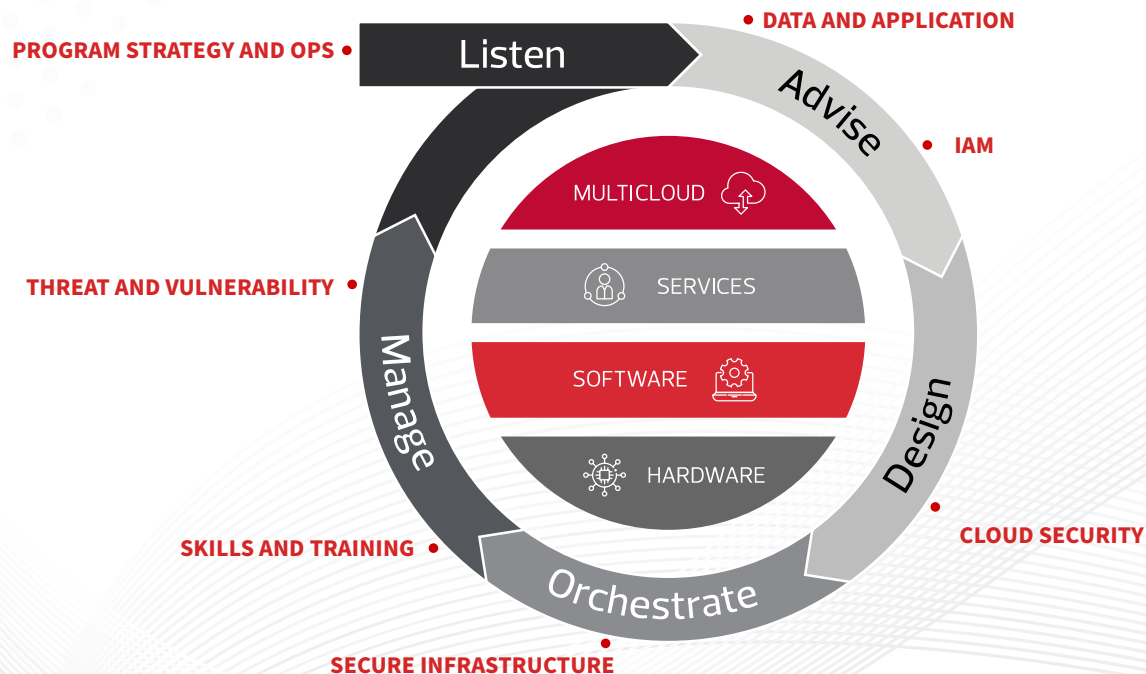 DATA AND APPLICATION
PROGRAM STRATEGY AND OPS
Listen
Advise
IAM
MULTICLOUD
THREAT AND VULNERABILITY
SERVICES
Manage
SOFTWARE
Design
HARDWARE
CLOUD SECURITY
SKILLS AND TRAINING
Orchestrate
SECURE INFRASTRUCTURE